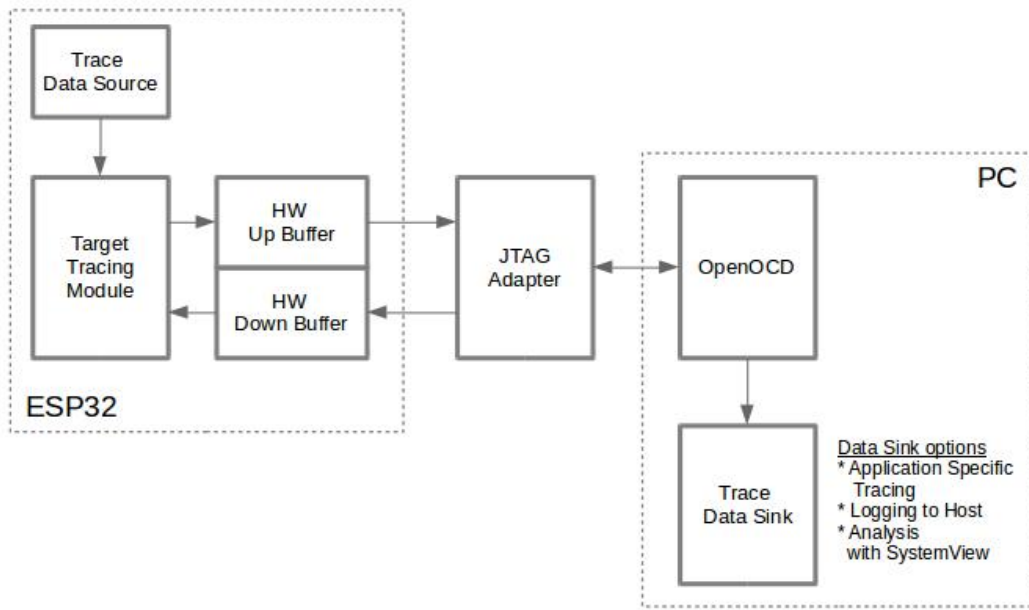 Trace
Data Source
Target
Tracing
Module
HW
Up Buffer
HW
Down Buffer
ESP32
JTAG
Adapter
PC
OpenOCD
Trace
Data Sink
Data Sink options
* Application Specific
Tracing
* Logging to Host
* Analysis
with SystemView